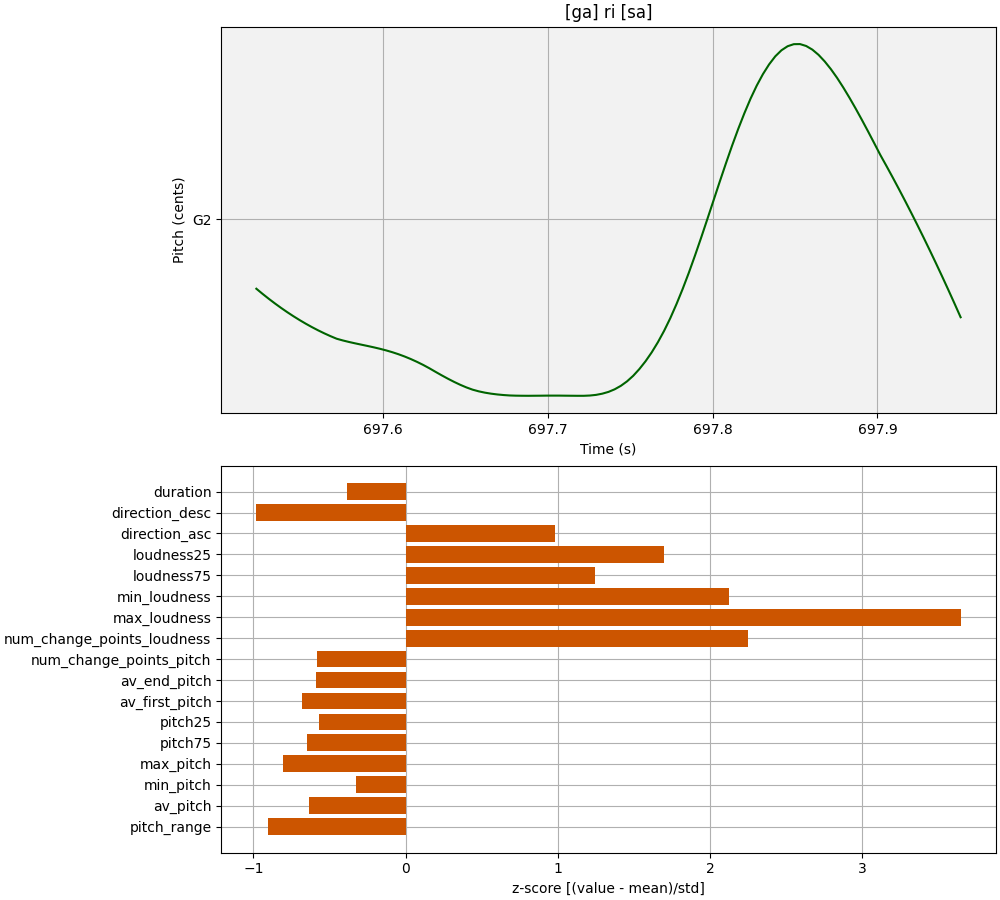 [ga] ri [sa]
Pitch (cents)
G2
697.6
697.7
697.8
697.9
Time (s)
duration
direction_desc
direction_asc
loudness25
loudness75
min_loudness
max_loudness
num_change_points_loudness
num_change_points_pitch
av_end_pitch
av_first_pitch
pitch25
pitch75
max_pitch
min_pitch
av_pitch
pitch_range
−1
0
1
2
3
z-score [(value - mean)/std]